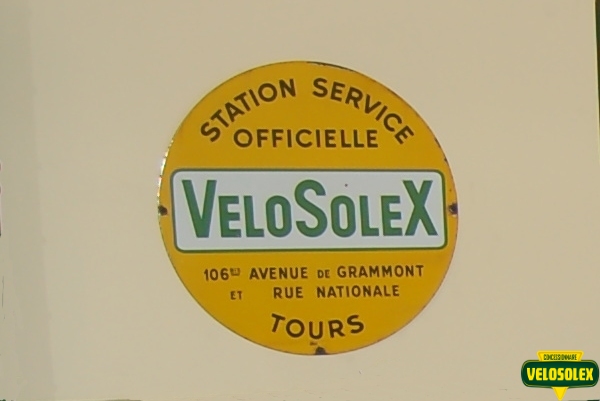 STATION SERVICE
OFFICIELLE
VELOSOLEX
106BIS AVENUE DE GRAMMONT
ET RUE NATIONALE
TOURS
CONCESSIONNAIRE
VELOSOLEX